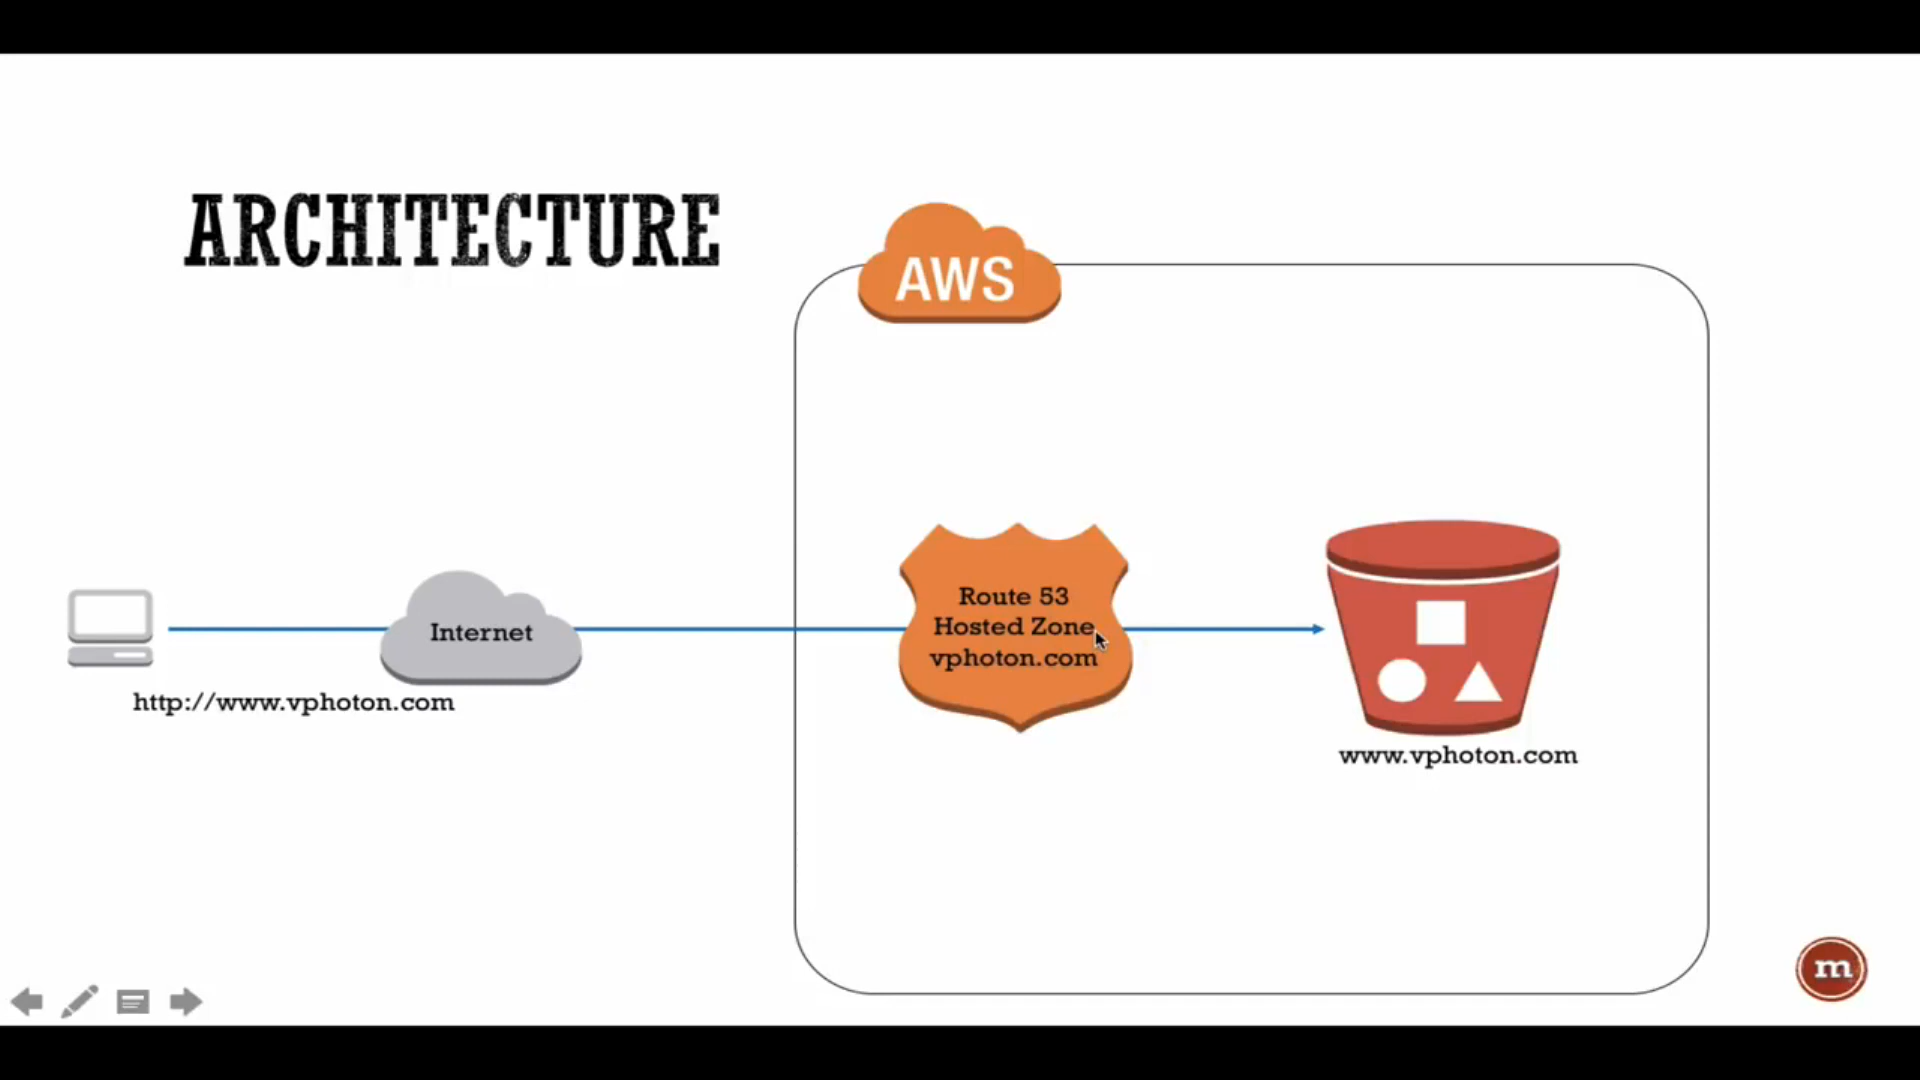 ARCHITECTURE
AWS
Internet
http://www.vphoton.com
Route 53
Hosted Zone
vphoton.com
www.vphoton.com
m